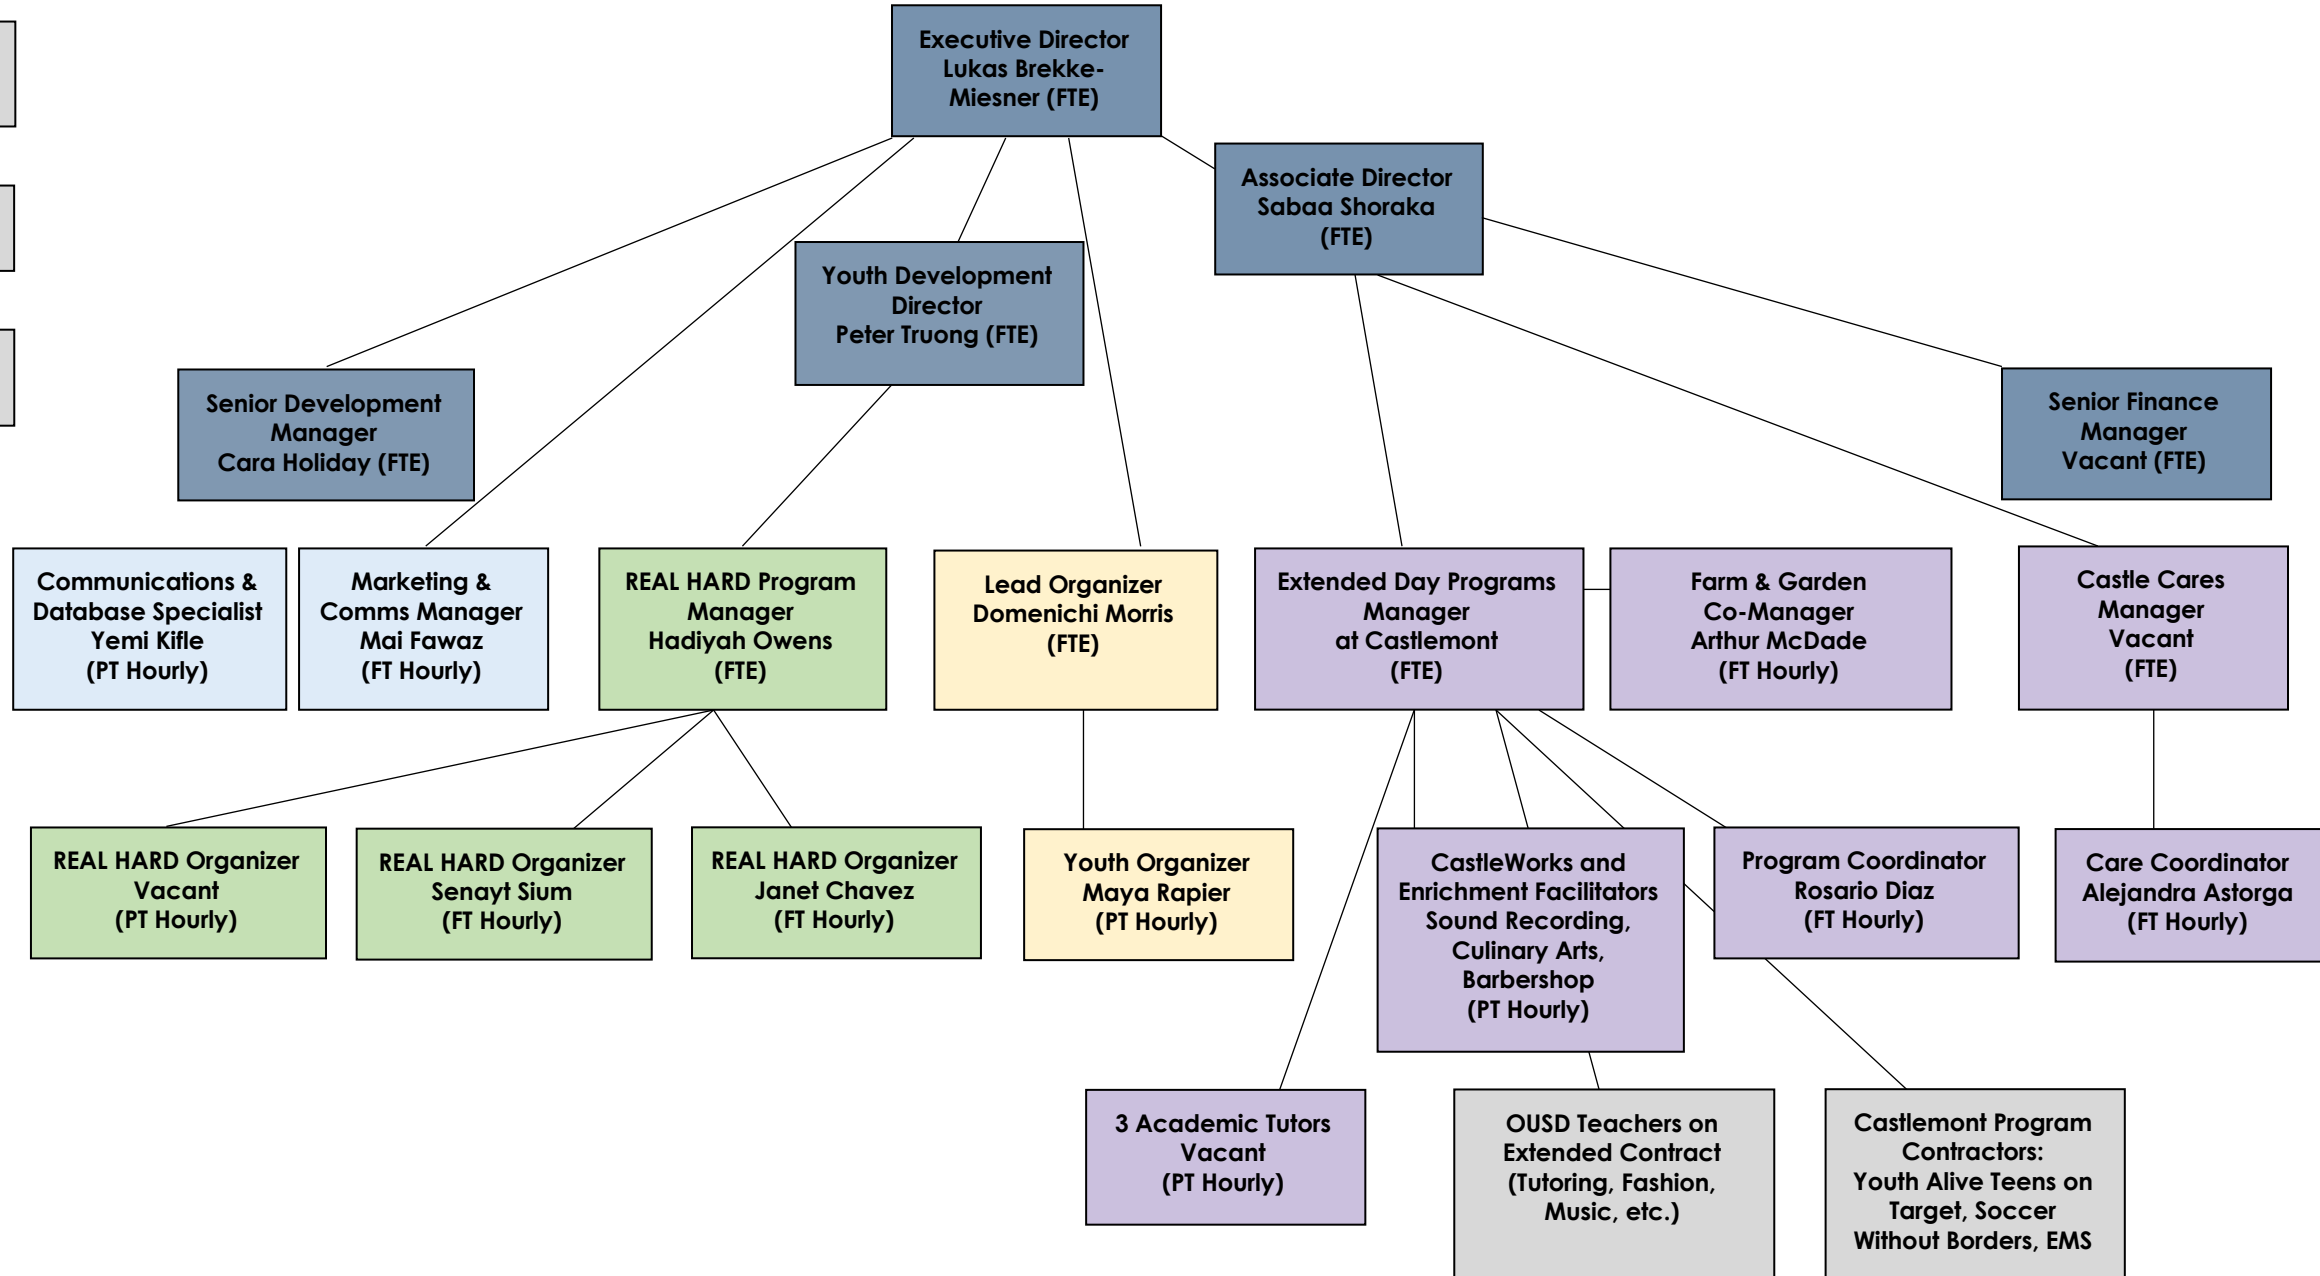 Executive Director
Lukas Brekke-
Miesner (FTE)
Associate Director
Sabaa Shoraka
(FTE)
Youth Development
Director
Peter Truong (FTE)
Senior Development
Manager
Cara Holiday (FTE)
Senior Finance
Manager
Vacant (FTE)
Communications &
Database Specialist
Yemi Kifle
(PT Hourly)
Marketing &
Comms Manager
Mai Fawaz
(FT Hourly)
REAL HARD Program
Manager
Hadiyah Owens
(FTE)
Lead Organizer
Domenichi Morris
(FTE)
Extended Day Programs
Manager
at Castlemont
(FTE)
Farm & Garden
Co-Manager
Arthur McDade
(FT Hourly)
Castle Cares
Manager
Vacant
(FTE)
REAL HARD Organizer
Vacant
(PT Hourly)
REAL HARD Organizer
Senayt Sium
(FT Hourly)
REAL HARD Organizer
Janet Chavez
(FT Hourly)
Youth Organizer
Maya Rapier
(PT Hourly)
CastleWorks and
Enrichment Facilitators
Sound Recording,
Culinary Arts,
Barbershop
(PT Hourly)
Program Coordinator
Rosario Diaz
(FT Hourly)
Care Coordinator
Alejandra Astorga
(FT Hourly)
3 Academic Tutors
Vacant
(PT Hourly)
OUSD Teachers on
Extended Contract
(Tutoring, Fashion,
Music, etc.)
Castlemont Program
Contractors:
Youth Alive Teens on
Target, Soccer
Without Borders, EMS